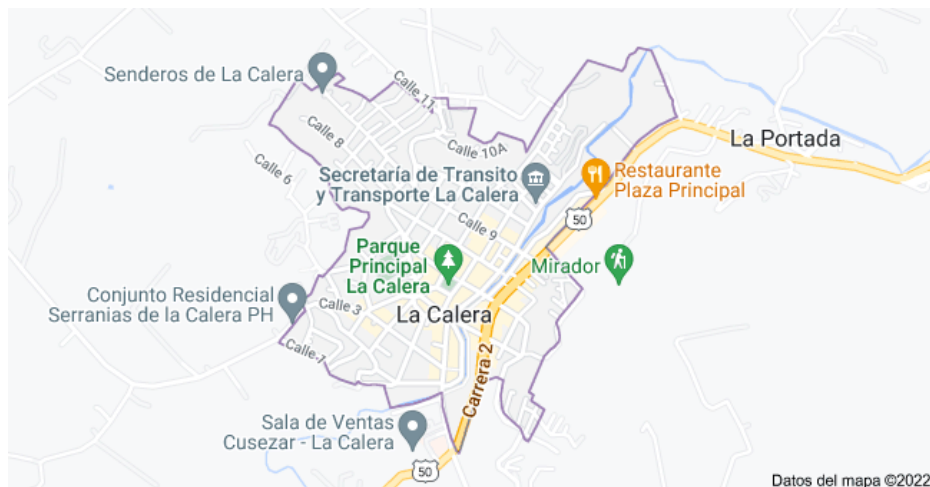 Senderos de La Calera
Calle 11
Calle 8
Calle 10A
La Portada
Calle 6
Secretaría de Transito
y Transporte La Calera
Restaurante
Plaza Principal
50
Calle 9
Parque
Principal
La Calera
Mirador
Conjunto Residencial
Serranias de la Calera PH
Calle 3
La Calera
Calle 1
Carrera 2
Sala de Ventas
Cusezar - La Calera
50
Datos del mapa ©2022